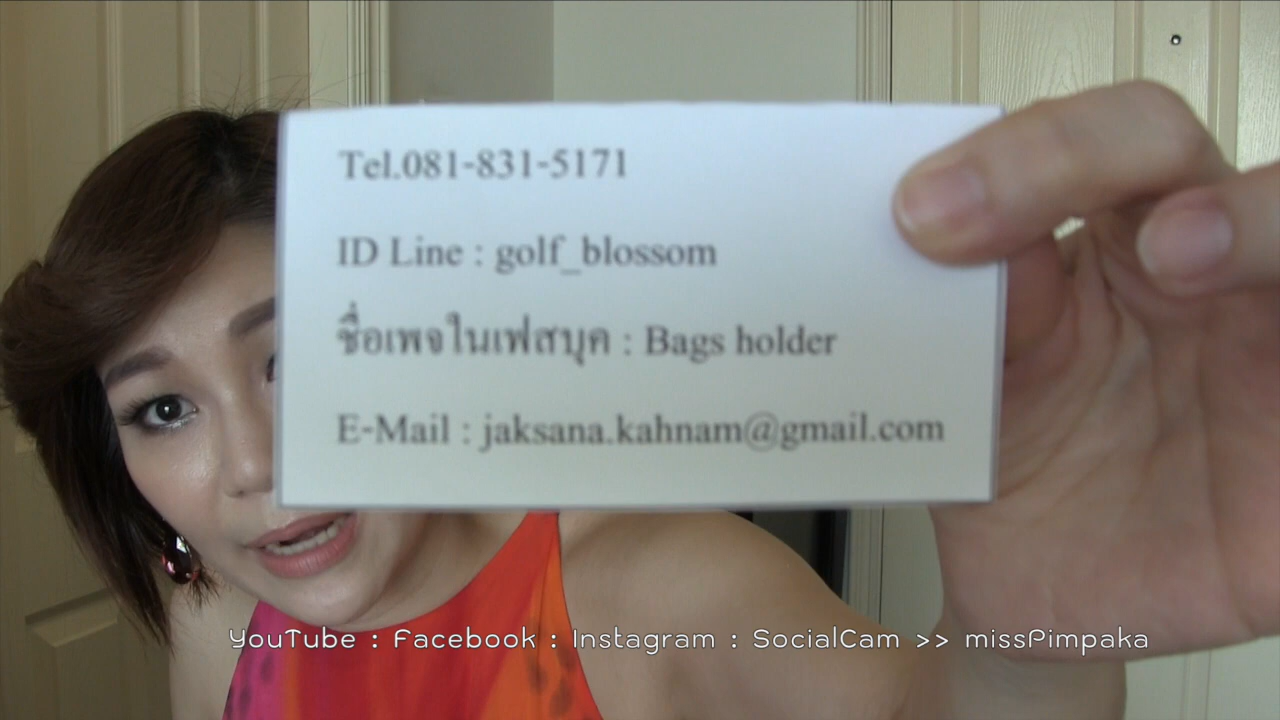 Tel.081-831-5171
ID Line : golf_blossom
ชื่อเพจในเฟสบุค : Bags holder
E-Mail : jaksana.kahnam@gmail.com
YouTube : Facebook : Instagram : SocialCam >> missPimpaka